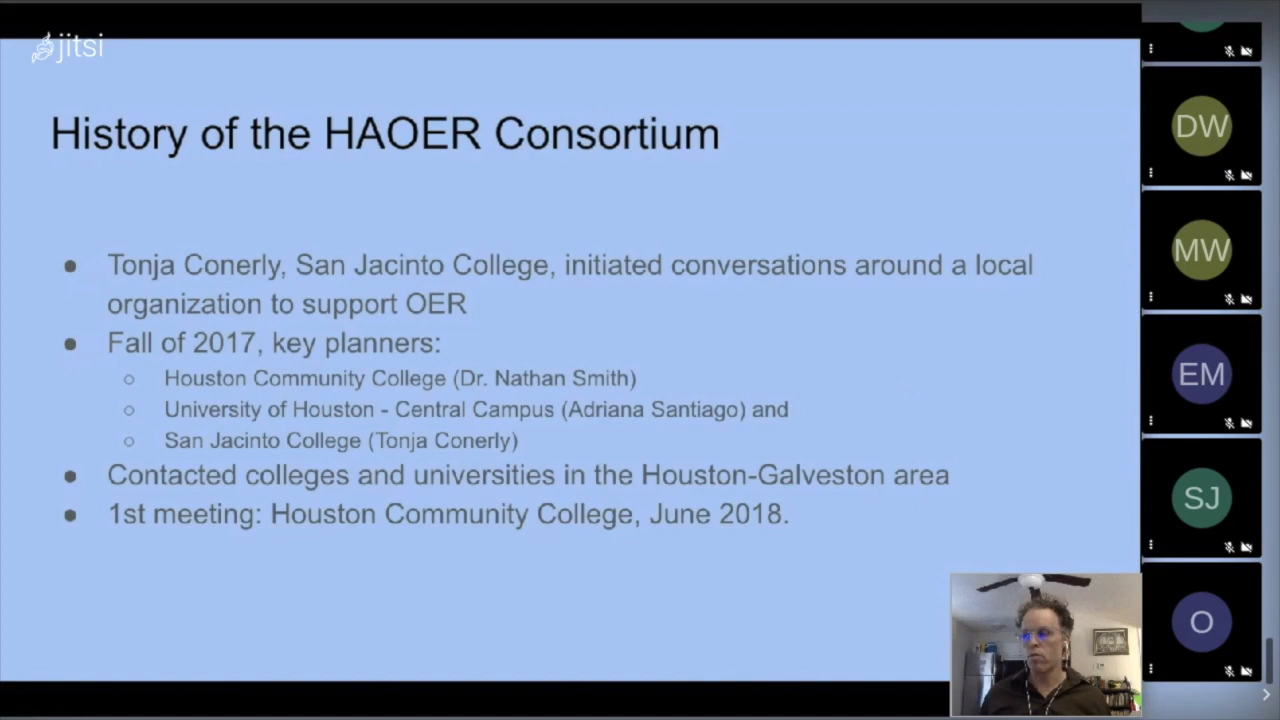 jitsi
History of the HAOER Consortium
● Tonja Conerly, San Jacinto College, initiated conversations around a local
organization to support OER
● Fall of 2017, key planners:
○ Houston Community College (Dr. Nathan Smith)
○ University of Houston - Central Campus (Adriana Santiago) and
○ San Jacinto College (Tonja Conerly)
● Contacted colleges and universities in the Houston-Galveston area
● 1st meeting: Houston Community College, June 2018.
DW
MW
EM
SJ
O